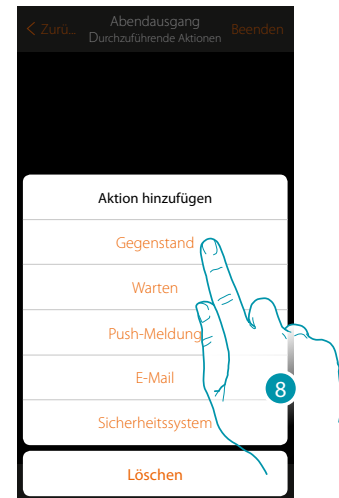 < Zurü... Abendausgang Beenden
Durchzuführende Aktionen
Aktion hinzufügen
Gegenstand
Warten
Push-Meldung
E-Mail
8
Sicherheitssystem
Löschen